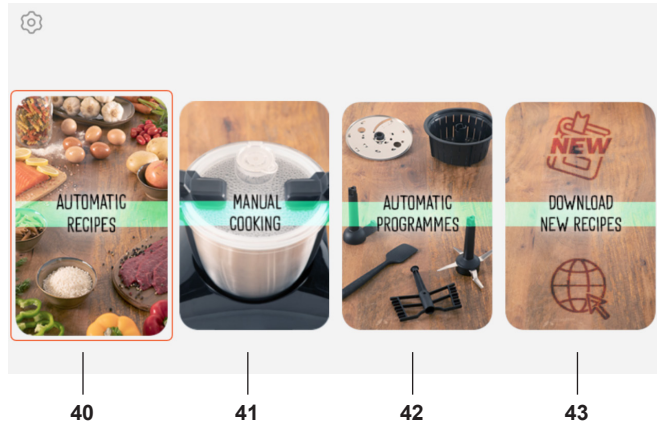 AUTOMATIC
RECIPES
MANUAL
COOKING
AUTOMATIC
PROGRAMMES
NEW
DOWNLOAD
NEW RECIPES
40
41
42
43